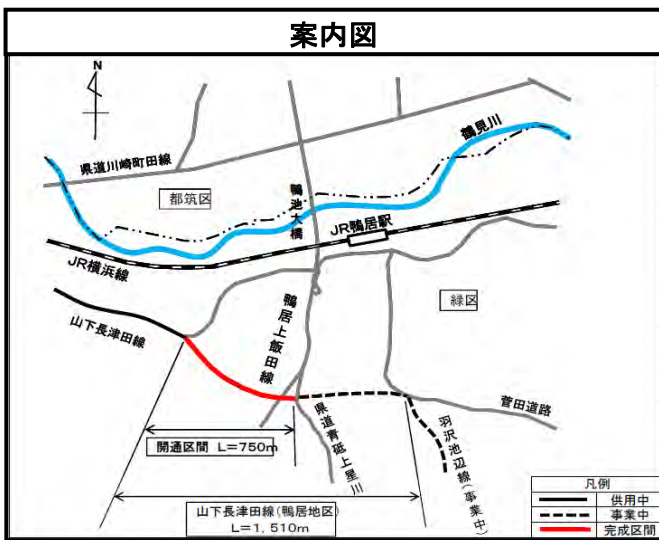 案内図
N
県道川崎町田線
鶴見川
都筑区
鴨池大橋
JR鴨居駅
JR横浜線
緑区
山下長津田線
鴨居上飯田線
開通区間 L=750m
県道青砥上星川
菅田道路
羽沢池辺線(事業中)
山下長津田線(鴨居地区)
L=1,510m
凡例
供用中
事業中
完成区間